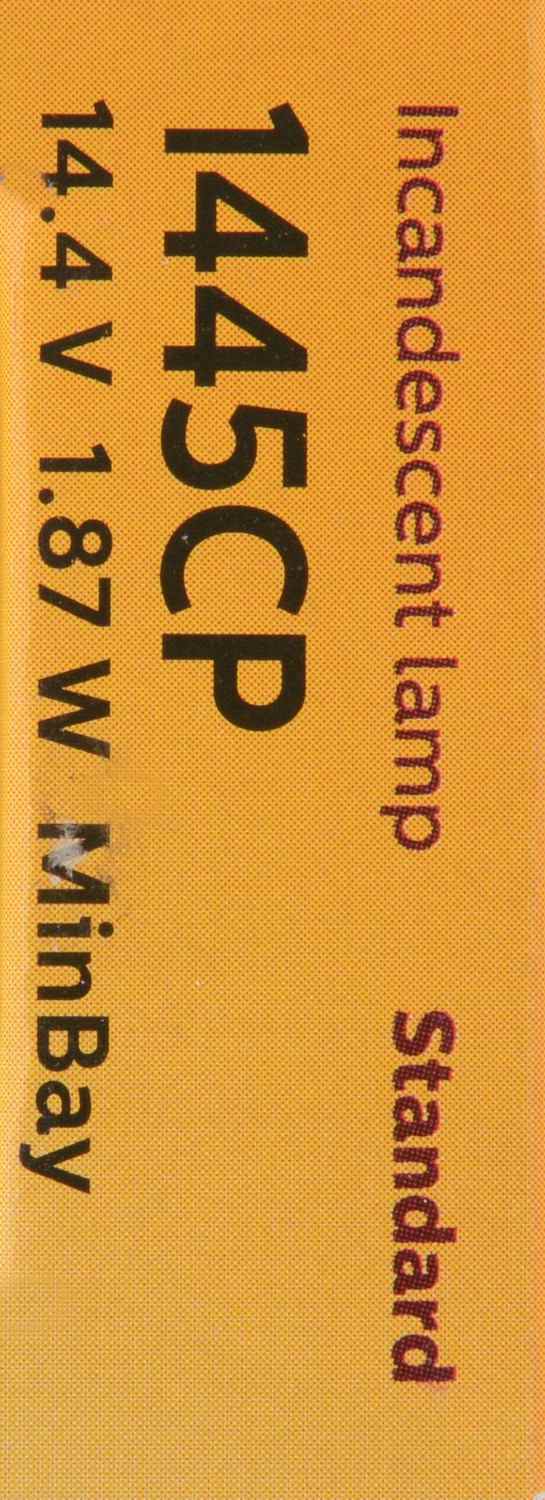 Incandescent lamp Standard
1445CP
14.4 V 1.87 W MinBay